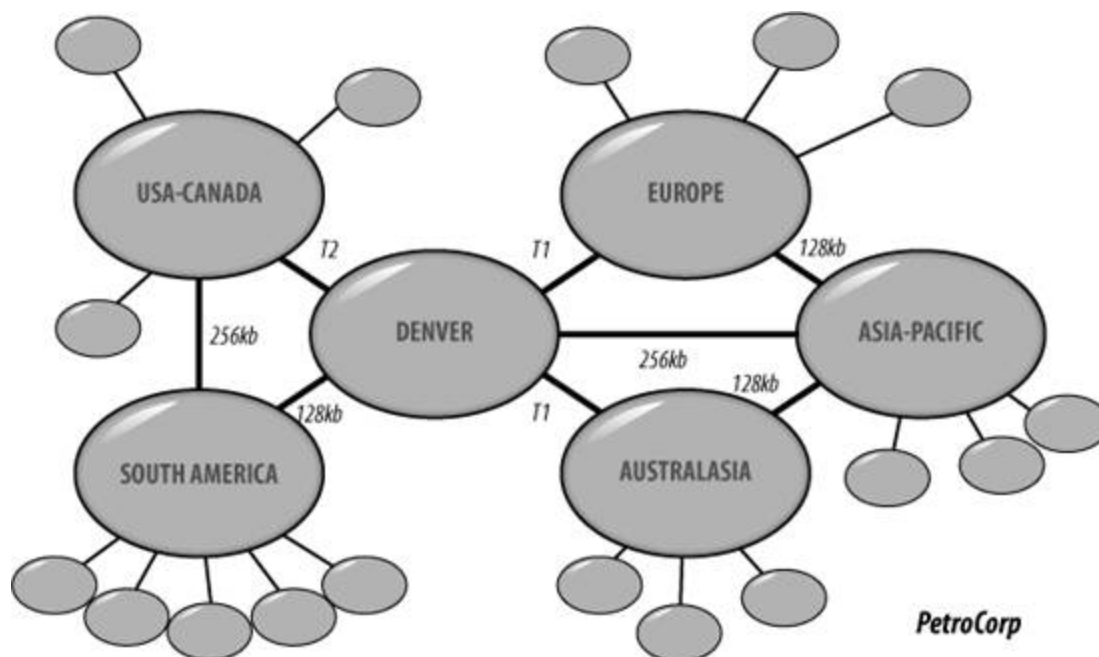 USA-CANADA
EUROPE
T2
T1
128kb
DENVER
ASIA-PACIFIC
256kb
256kb
128kb
128kb
T1
SOUTH AMERICA
AUSTRALASIA
PetroCorp